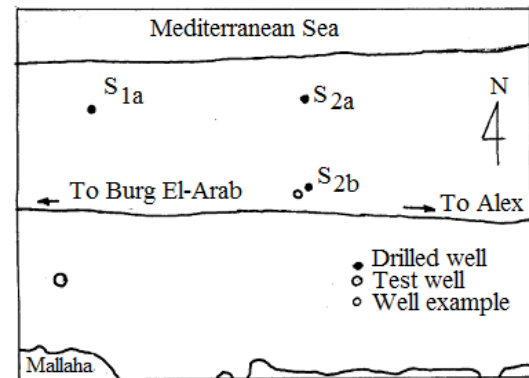 Mediterranean Sea
S1a
S2a
N
S2b
To Burg El-Arab
To Alex
Drilled well
Test well
Well example
Mallaha